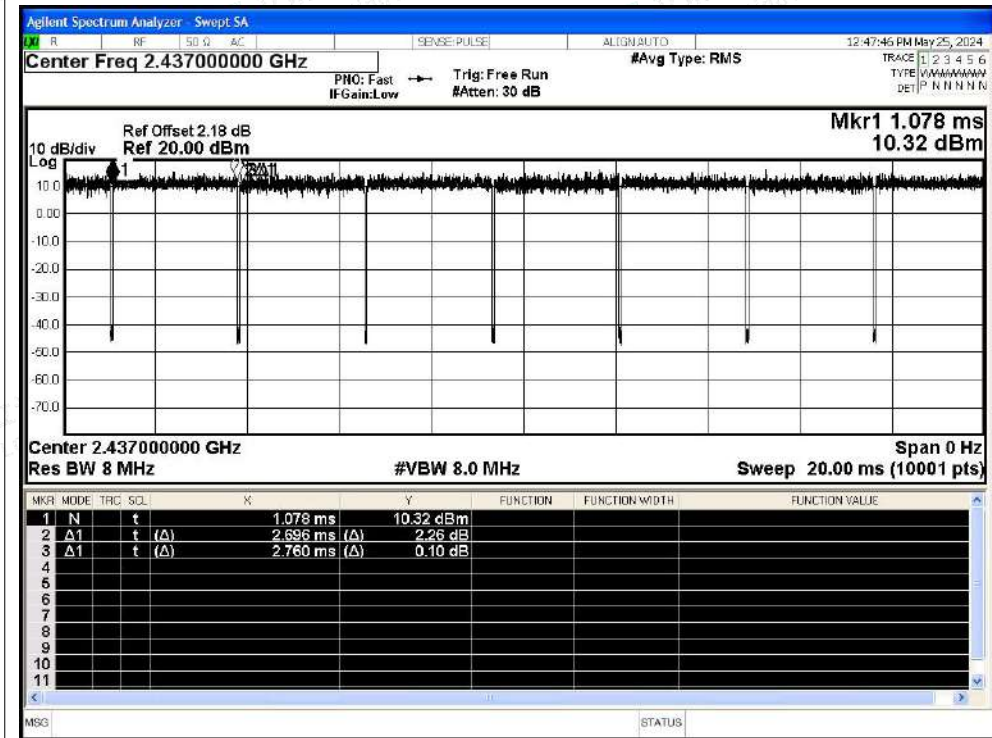 Agilent Spectrum Analyzer - Swept SA
LXI R RF 50 Ω AC SENSE:PULSE ALIGN AUTO 12:47:46 PM May 25, 2024
Center Freq 2.437000000 GHz
PNO: Fast Trig: Free Run #Avg Type: RMS TRACE 1 2 3 4 5 6
IFGain:Low #Atten: 30 dB TYPE
DET P N N N N N
Ref Offset 2.18 dB Mkr1 1.078 ms
10 dB/div Ref 20.00 dBm 10.32 dBm
Log
1
10.0
0.00
-10.0
-20.0
-30.0
-40.0
-50.0
-60.0
-70.0
Center 2.437000000 GHz Span 0 Hz
Res BW 8 MHz #VBW 8.0 MHz Sweep 20.00 ms (10001 pts)
MKR MODE TRC SCL X Y FUNCTION FUNCTION WIDTH FUNCTION VALUE
1 N t 1.078 ms 10.32 dBm
2 Δ1 t (Δ) 2.696 ms (Δ) 2.26 dB
3 Δ1 t (Δ) 2.760 ms (Δ) 0.10 dB
4
5
6
7
8
9
10
11
MSG STATUS